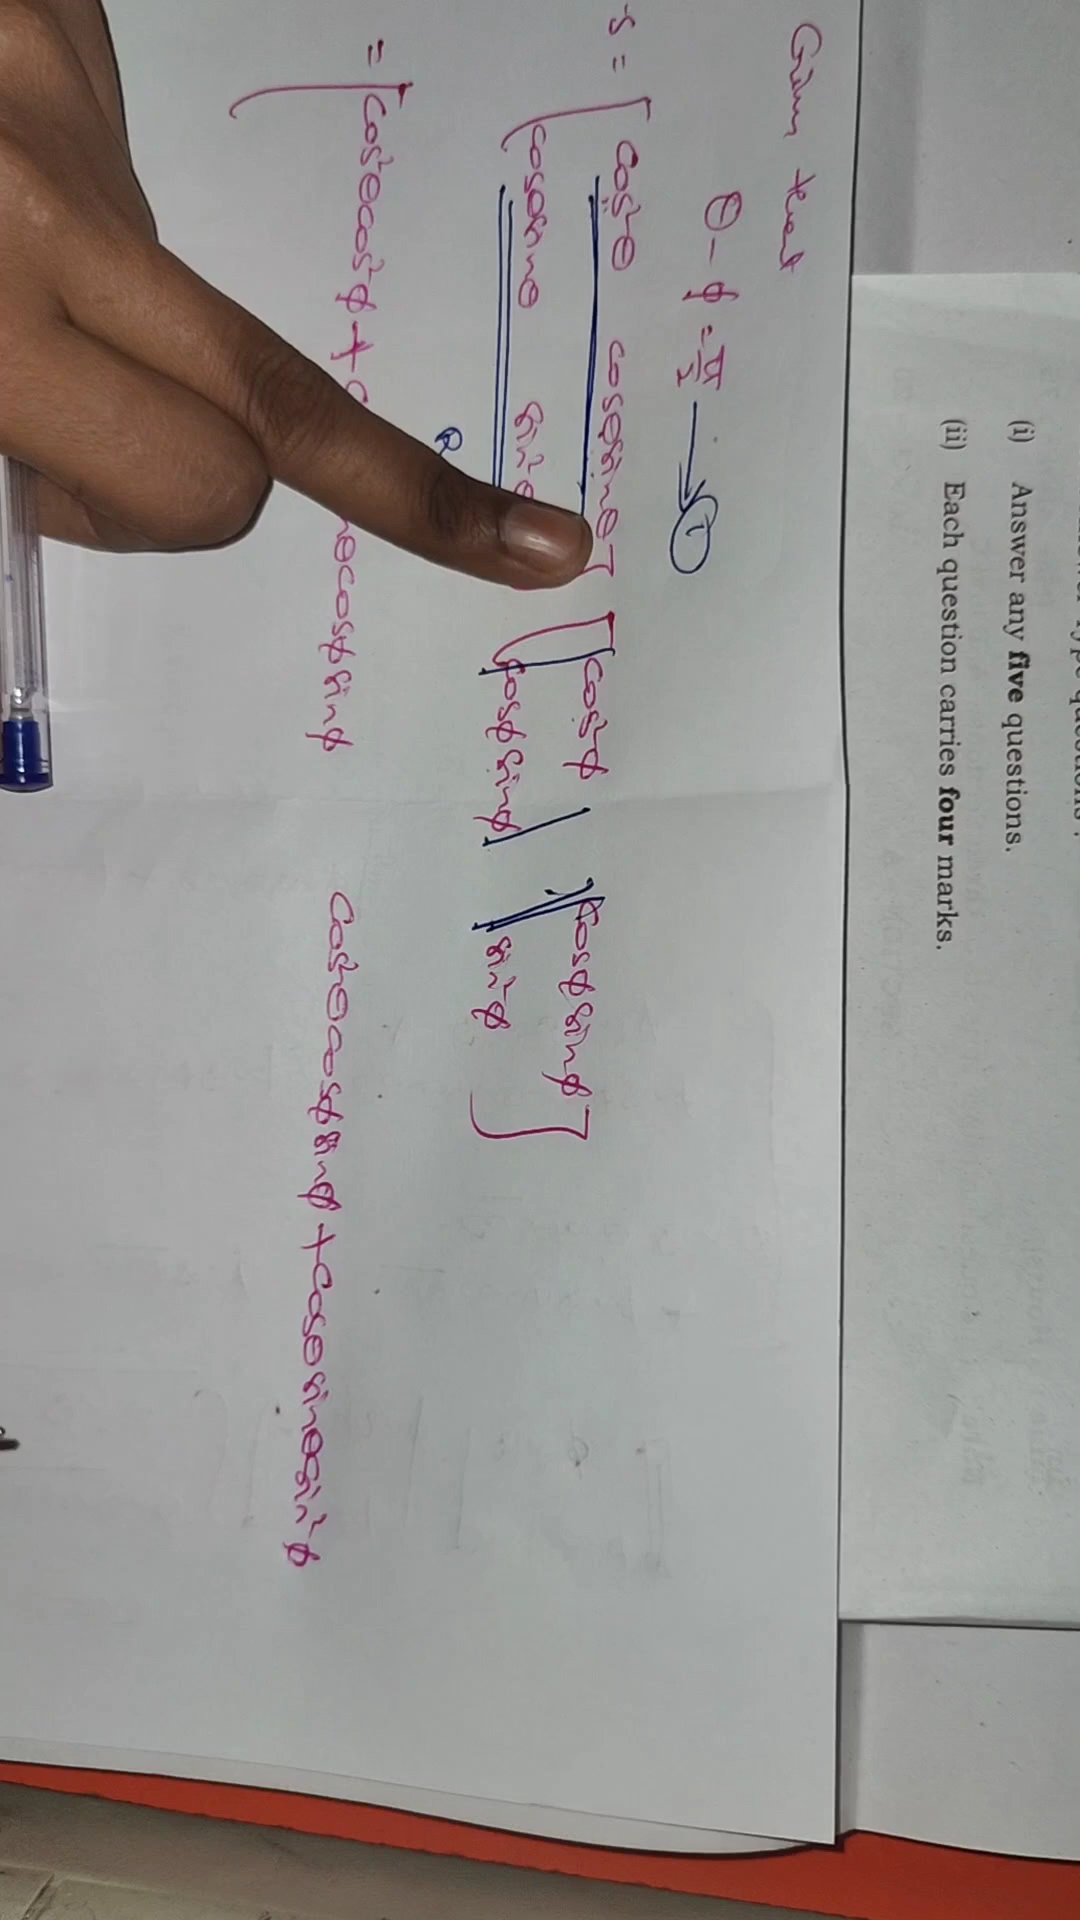 (i) Answer any five questions.
(ii) Each question carries four marks.
Given that
θ - φ = π/2 → ①
S = [ cos²θ cosθsinθ ] [ cos²φ cosφsinφ ]
cosθsinθ sin²θ cosφsinφ sin²φ
= [ cos²θcos²φ + cosφsinφ cos²θcosφsinφ + cosθsinθsin²φ